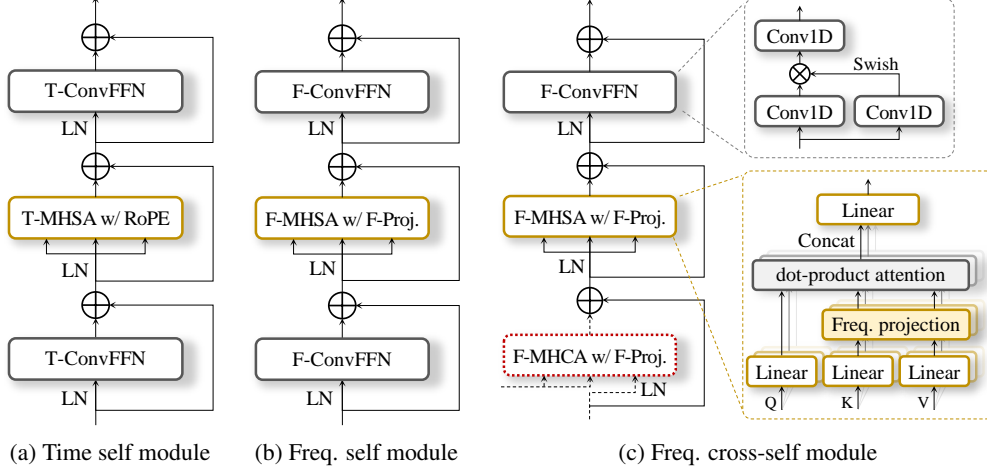 T-ConvFFN
LN
T-MHSA w/ RoPE
LN
T-ConvFFN
LN
(a) Time self module
F-ConvFFN
LN
F-MHSA w/ F-Proj.
LN
F-ConvFFN
LN
(b) Freq. self module
F-ConvFFN
LN
F-MHSA w/ F-Proj.
LN
F-MHCA w/ F-Proj.
LN
Conv1D
Swish
Conv1D
Conv1D
Linear
Concat
dot-product attention
Freq. projection
Linear
Linear
Linear
Q
K
V
(c) Freq. cross-self module